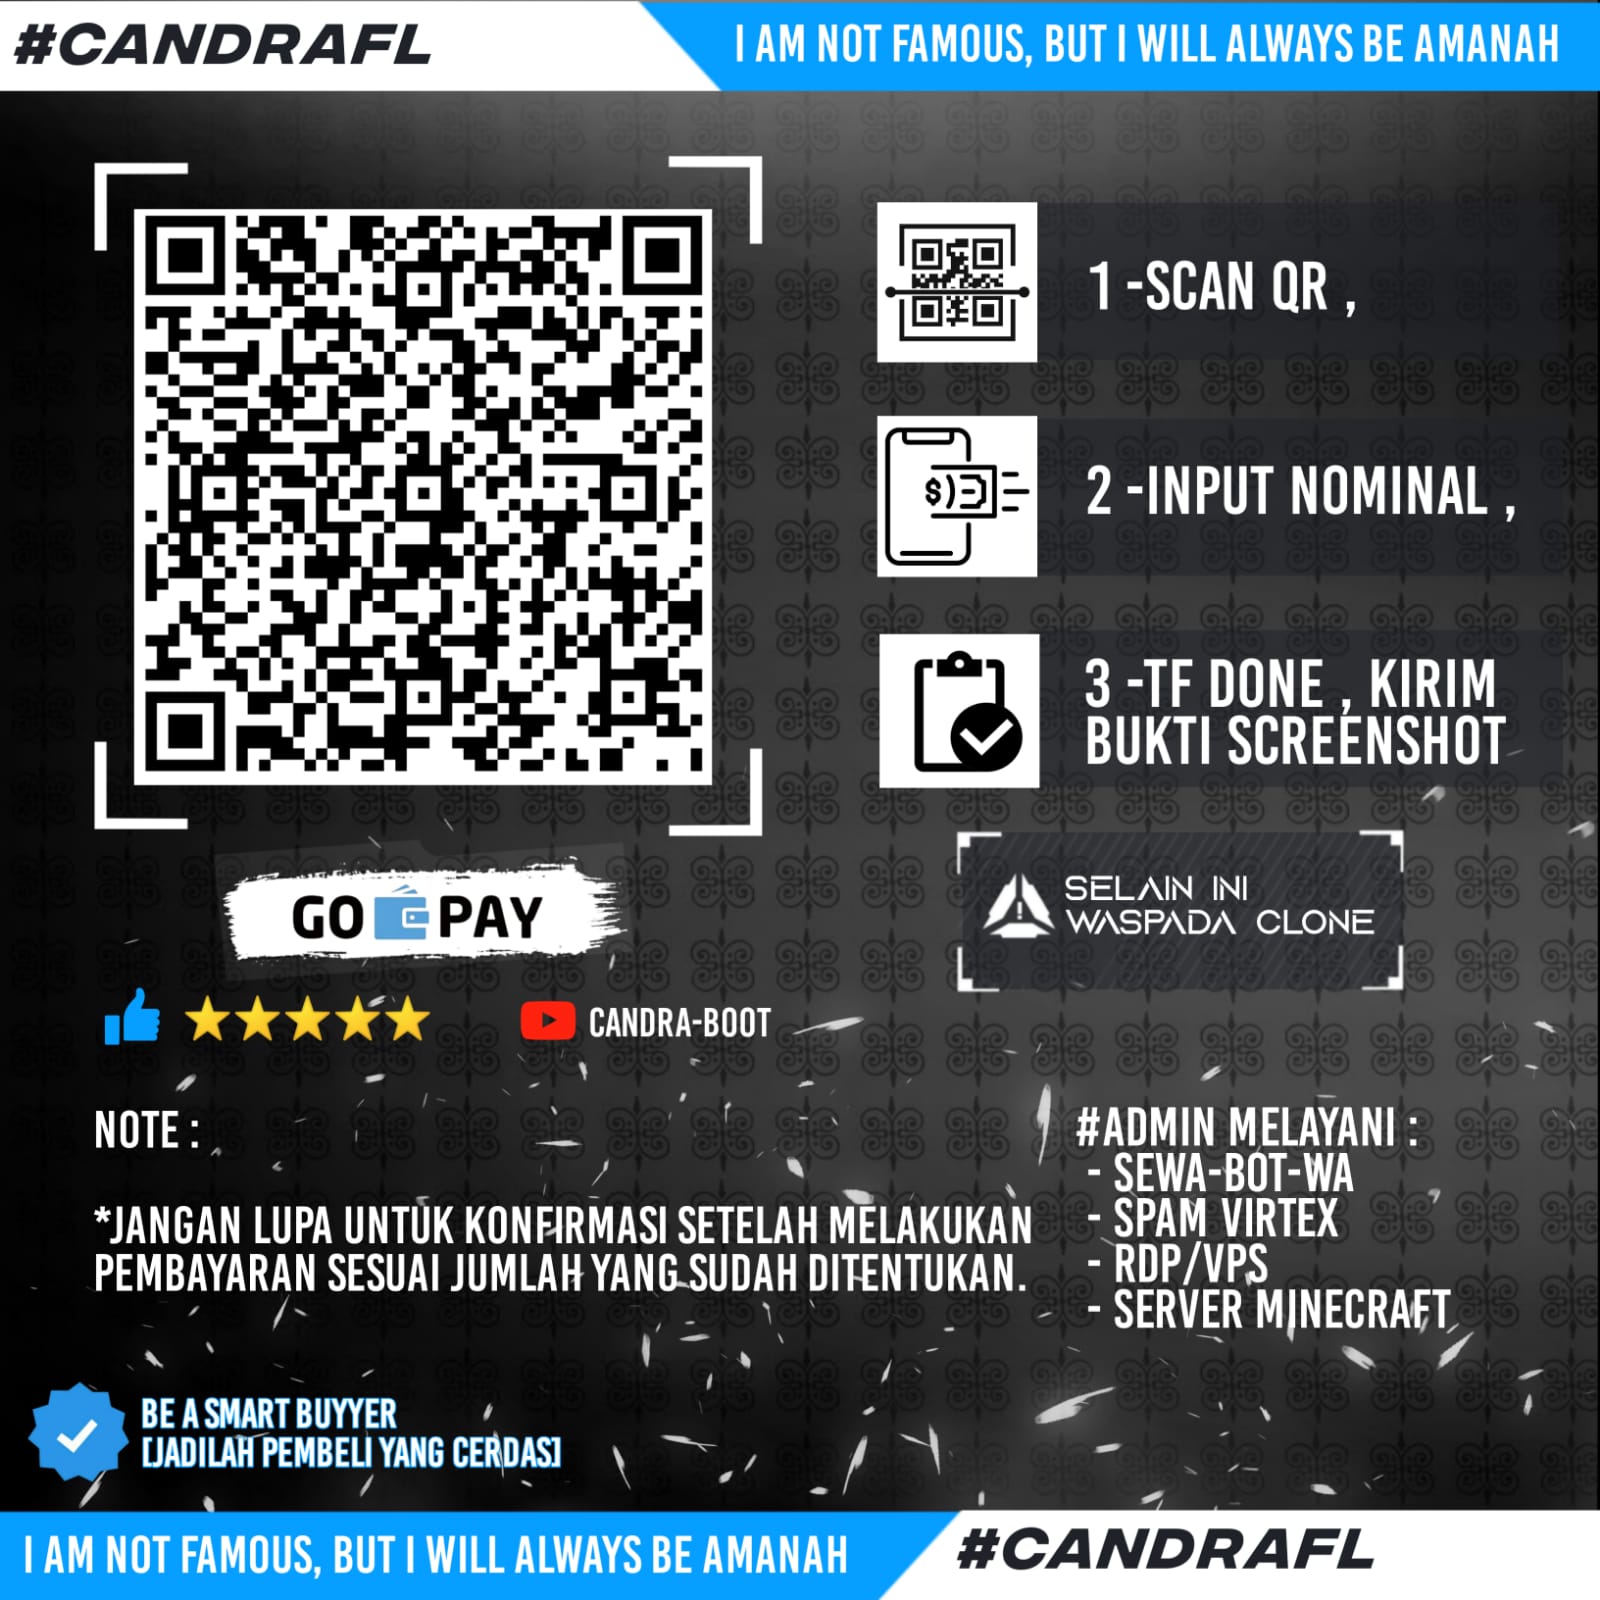 #CANDRAFL
I AM NOT FAMOUS, BUT I WILL ALWAYS BE AMANAH
1 -SCAN QR ,
2 -INPUT NOMINAL ,
3 -TF DONE , KIRIM
BUKTI SCREENSHOT
GO PAY
SELAIN INI
WASPADA CLONE
CANDRA-BOOT
NOTE :
*JANGAN LUPA UNTUK KONFIRMASI SETELAH MELAKUKAN
PEMBAYARAN SESUAI JUMLAH YANG SUDAH DITENTUKAN.
#ADMIN MELAYANI :
- SEWA-BOT-WA
- SPAM VIRTEX
- RDP/VPS
- SERVER MINECRAFT
BE A SMART BUYYER
[JADILAH PEMBELI YANG CERDAS]
I AM NOT FAMOUS, BUT I WILL ALWAYS BE AMANAH
#CANDRAFL